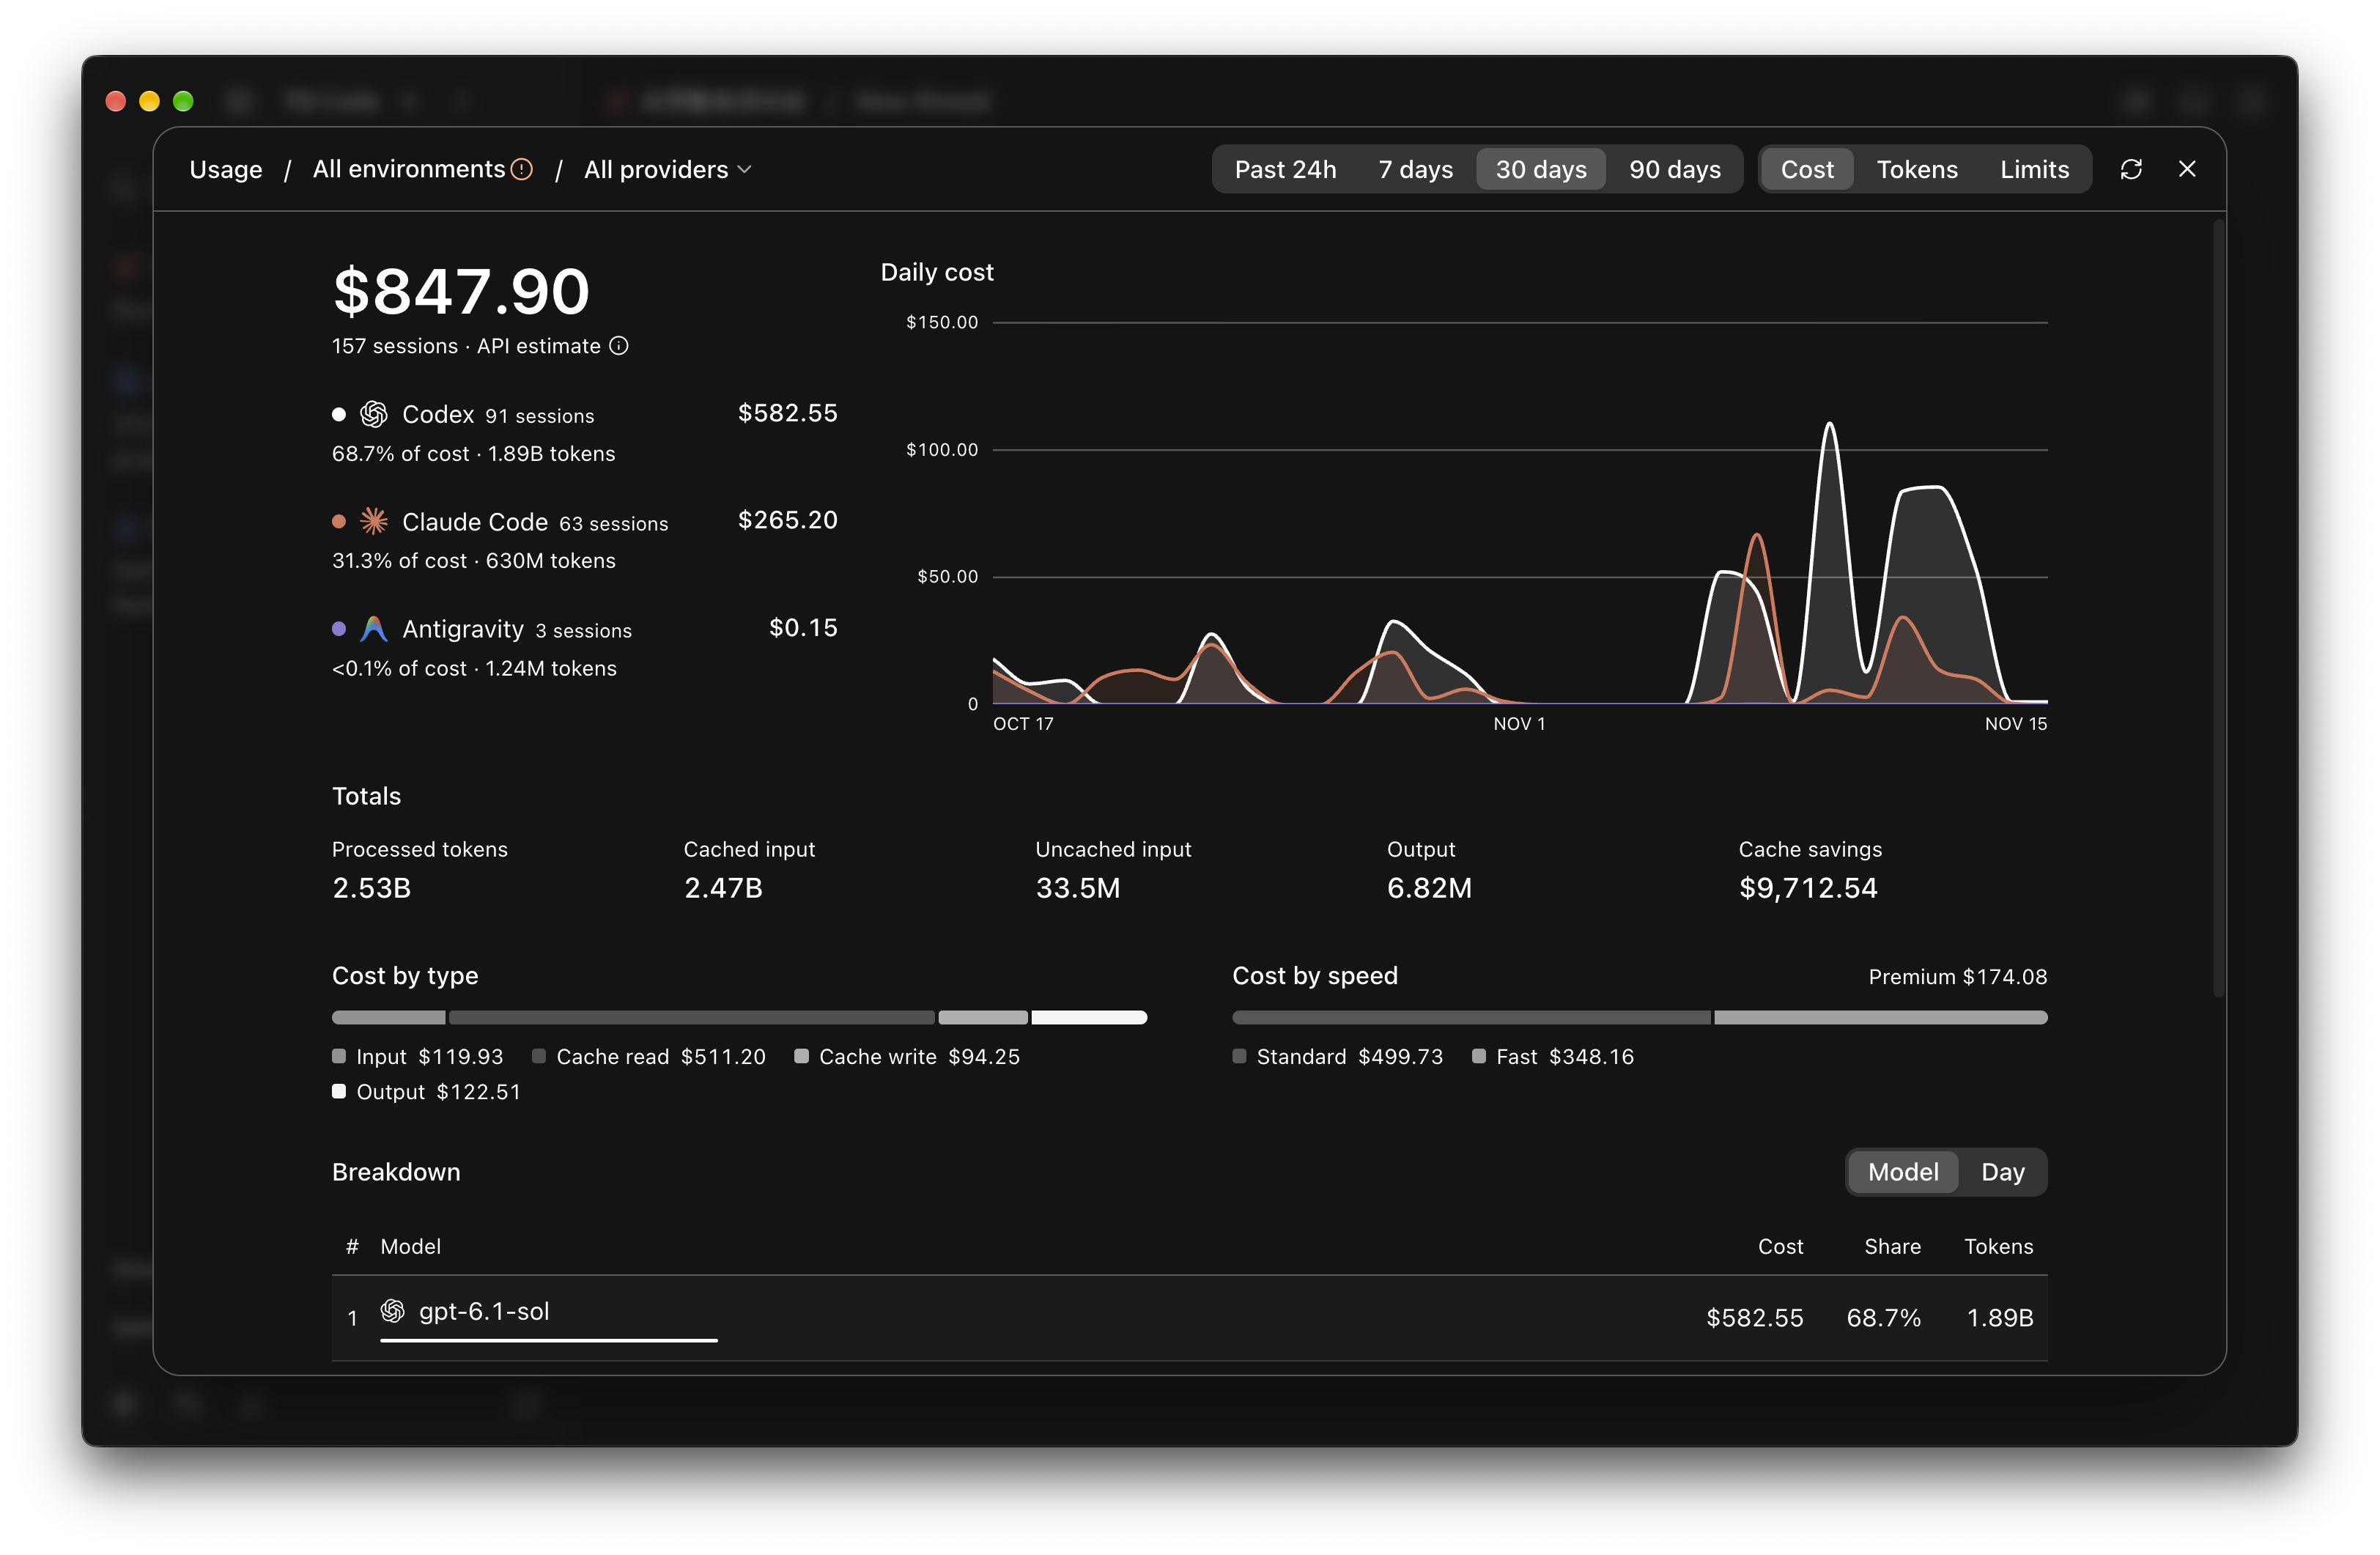 Usage / All environments / All providers
Past 24h 7 days 30 days 90 days Cost Tokens Limits
$847.90
157 sessions · API estimate
Codex 91 sessions $582.55
68.7% of cost · 1.89B tokens
Claude Code 63 sessions $265.20
31.3% of cost · 630M tokens
Antigravity 3 sessions $0.15
<0.1% of cost · 1.24M tokens
Daily cost
$150.00
$100.00
$50.00
0
OCT 17 NOV 1 NOV 15
Totals
Processed tokens Cached input Uncached input Output Cache savings
2.53B 2.47B 33.5M 6.82M $9,712.54
Cost by type
Input $119.93 Cache read $511.20 Cache write $94.25
Output $122.51
Cost by speed Premium $174.08
Standard $499.73 Fast $348.16
Breakdown Model Day
# Model Cost Share Tokens
1 gpt-6.1-sol $582.55 68.7% 1.89B